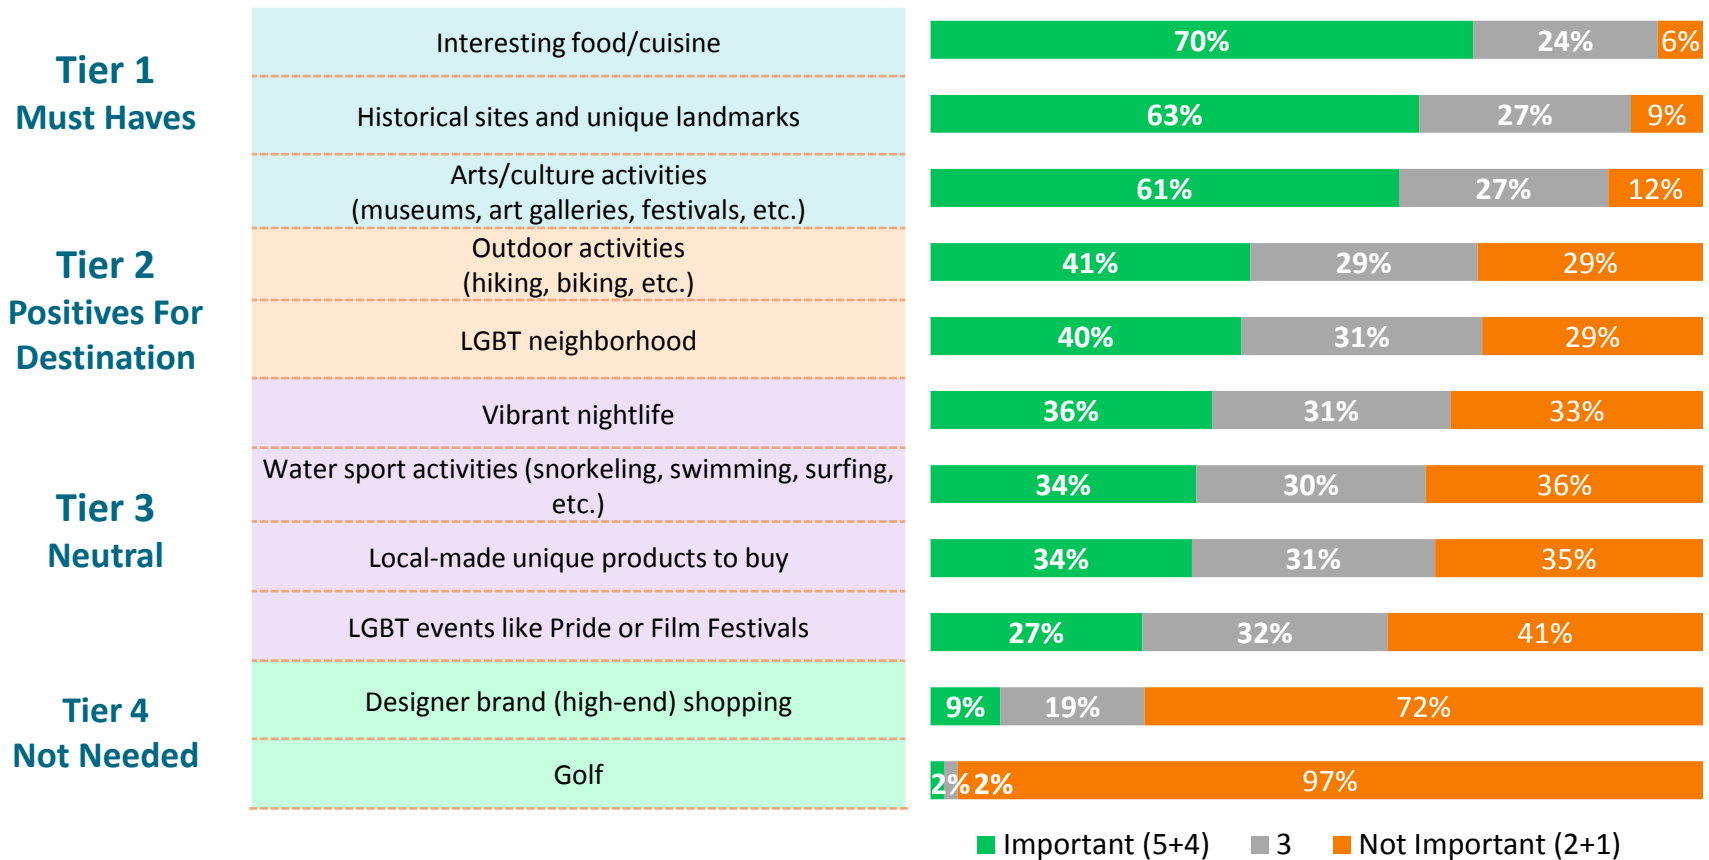 Tier 1
Must Haves
Interesting food/cuisine
70%
24%
6%
Historical sites and unique landmarks
63%
27%
9%
Arts/culture activities
(museums, art galleries, festivals, etc.)
61%
27%
12%
Tier 2
Positives For
Destination
Outdoor activities
(hiking, biking, etc.)
41%
29%
29%
LGBT neighborhood
40%
31%
29%
Tier 3
Neutral
Vibrant nightlife
36%
31%
33%
Water sport activities (snorkeling, swimming, surfing,
etc.)
34%
30%
36%
Local-made unique products to buy
34%
31%
35%
LGBT events like Pride or Film Festivals
27%
32%
41%
Tier 4
Not Needed
Designer brand (high-end) shopping
9%
19%
72%
Golf
2%
2%
97%
Important (5+4)
3
Not Important (2+1)